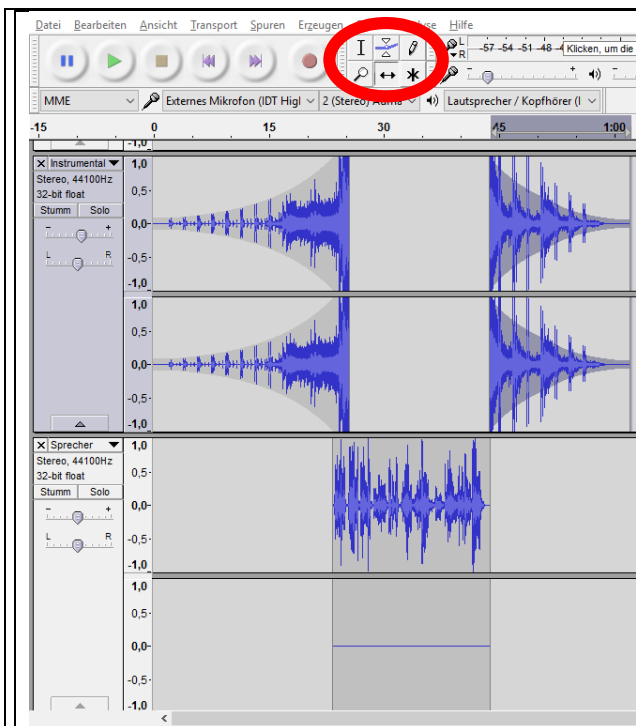 Datei Bearbeiten Ansicht Transport Spuren Erzeugen yse Hilfe
L
R
-57 -54 -51 -48 -4 Klicken, um die
MME Externes Mikrofon (IDT Higl 2 (Stereo) Lautsprecher / Kopfhörer (I
-15 0 15 30 45 1:00
-1,0
Instrumental
Stereo, 44100Hz
32-bit float
Stumm Solo
- +
L R
1,0
0,5
0,0
-0,5
-1,0
1,0
0,5
0,0
-0,5
-1,0
Sprecher
Stereo, 44100Hz
32-bit float
Stumm Solo
- +
L R
1,0
0,5
0,0
-0,5
-1,0
1,0
0,5
0,0
-0,5
-1,0